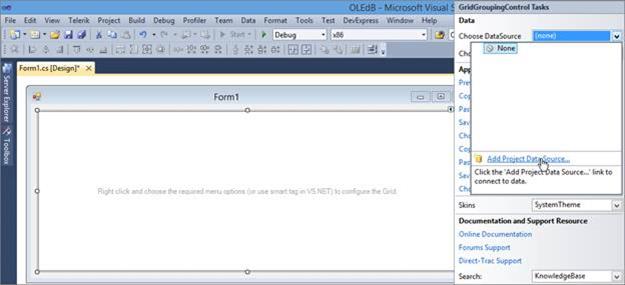 OLEdB - Microsoft Visual S
File Edit View Telerik Project Build Debug Team Data Tools Test DevExpress Window
Start Debug x86 Format
Form1.cs [Design]*
Server Explorer
Toolbox
Form1
Right click and choose the required menu options (or use smart tag in VS.NET) to configure the Grid.
GridGroupingControl Tasks
Data
Choose DataSource (none)
None
Cho
Ap
Prev
Cop
Pas
Sav
Cho
Cop
Pas
Sav
Cho
Add Project DataSource...
Click the 'Add Project Data Source...' link to connect to data.
Skins SystemTheme
Documentation and Support Resource
Online Documentation
Forums Support
Direct-Trac Support
Search: KnowledgeBase